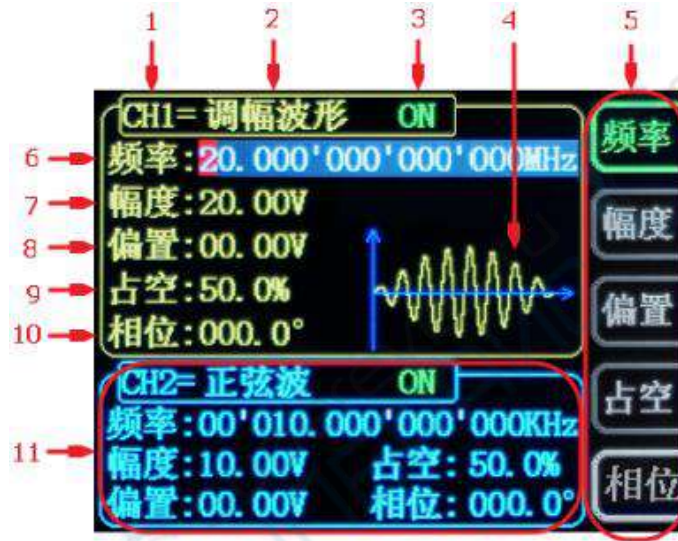 1 2 3 4 5
CH1= 调幅波形 ON
6 频率:20.000'000'000'000MHz
7 幅度:20.00V
8 偏置:00.00V
9 占空:50.0%
10 相位:000.0°
频率
幅度
偏置
占空
相位
CH2= 正弦波 ON
频率:00'010.000'000'000KHz
11 幅度:10.00V 占空:50.0%
偏置:00.00V 相位:000.0°